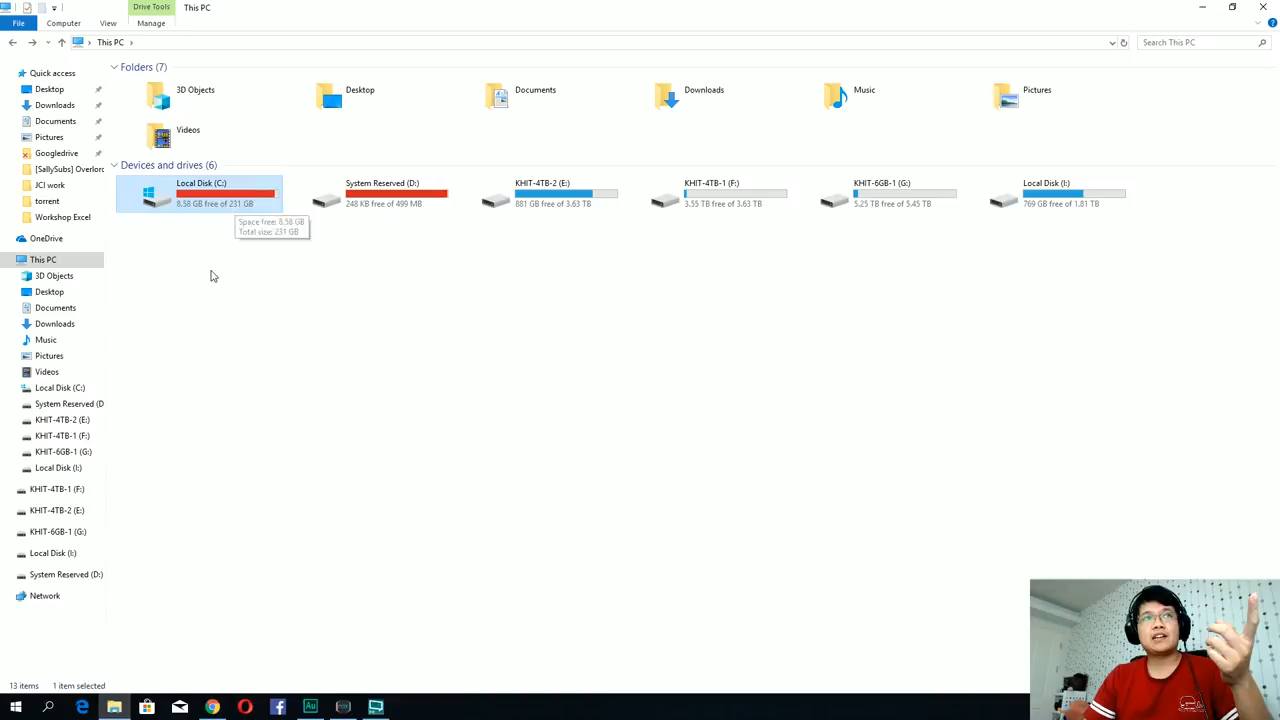 Drive Tools
This PC
File
Computer
View
Manage
This PC
Search This PC
Quick access
Desktop
Downloads
Documents
Pictures
Googledrive
[SallySubs] Overlord
JCI work
torrent
Workshop Excel
OneDrive
This PC
3D Objects
Desktop
Documents
Downloads
Music
Pictures
Videos
Local Disk (C:)
System Reserved (D
KHIT-4TB-2 (E:)
KHIT-4TB-1 (F:)
KHIT-6GB-1 (G:)
Local Disk (I:)
KHIT-4TB-1 (F:)
KHIT-4TB-2 (E:)
KHIT-6GB-1 (G:)
Local Disk (I:)
System Reserved (D:)
Network
Folders (7)
3D Objects
Desktop
Documents
Downloads
Music
Pictures
Videos
Devices and drives (6)
Local Disk (C:)
8.58 GB free of 231 GB
System Reserved (D:)
248 KB free of 499 MB
KHIT-4TB-2 (E:)
881 GB free of 3.63 TB
KHIT-4TB-1 (F:)
3.55 TB free of 3.63 TB
KHIT-6GB-1 (G:)
5.25 TB free of 5.45 TB
Local Disk (I:)
769 GB free of 1.81 TB
Space free: 8.58 GB
Total size: 231 GB
13 items
1 item selected
Au